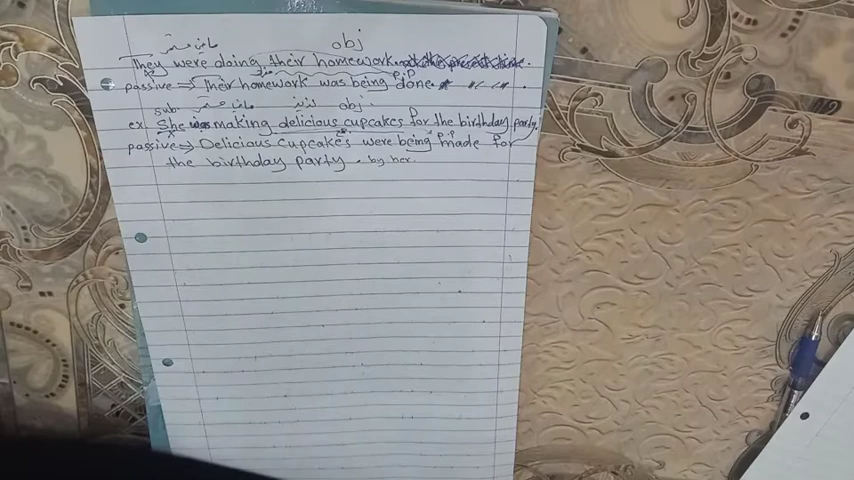 ماضي مستمر obj
They were doing their homework.
passive → Their homework was being done. p.p
sub. ماضي مستمر obj.
ex She was making delicious cupcakes for the birthday party.
passive → Delicious cupcakes were being made for p.p
the birthday party. by her.